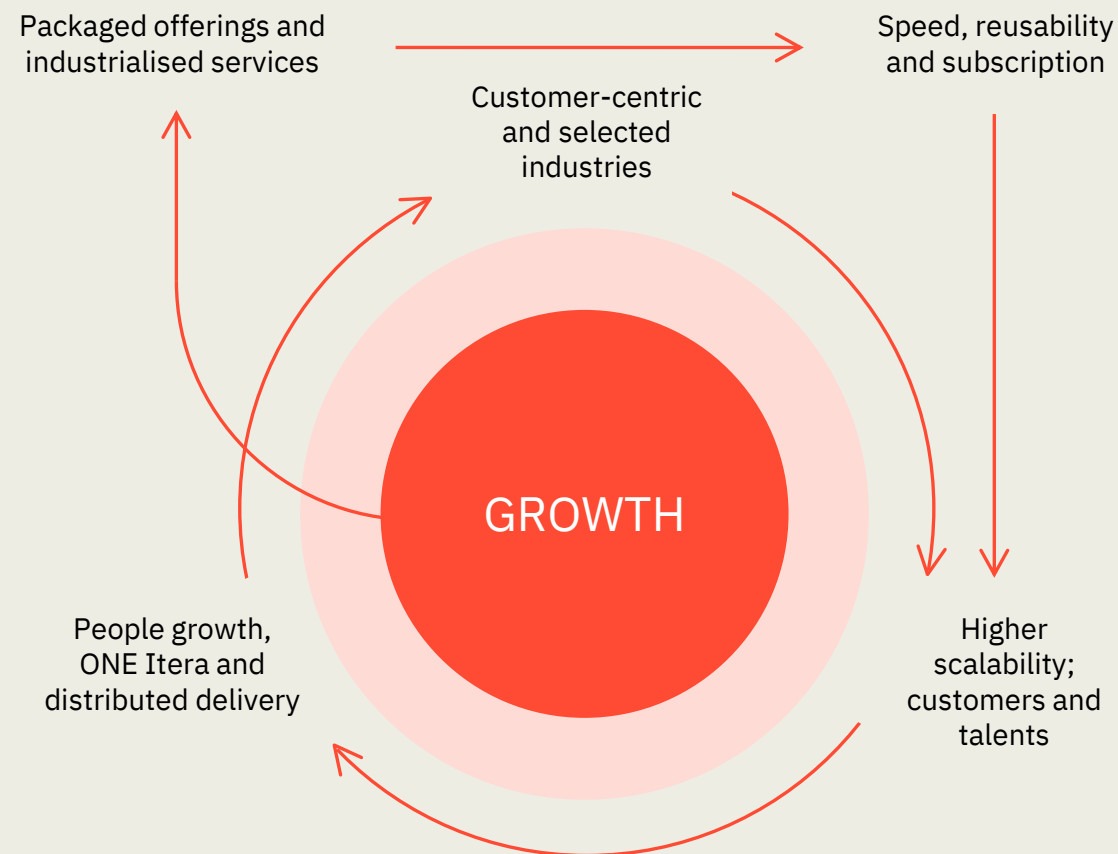 Packaged offerings and
industrialised services
Speed, reusability
and subscription
Customer-centric
and selected
industries
GROWTH
People growth,
ONE Itera and
distributed delivery
Higher
scalability;
customers and
talents